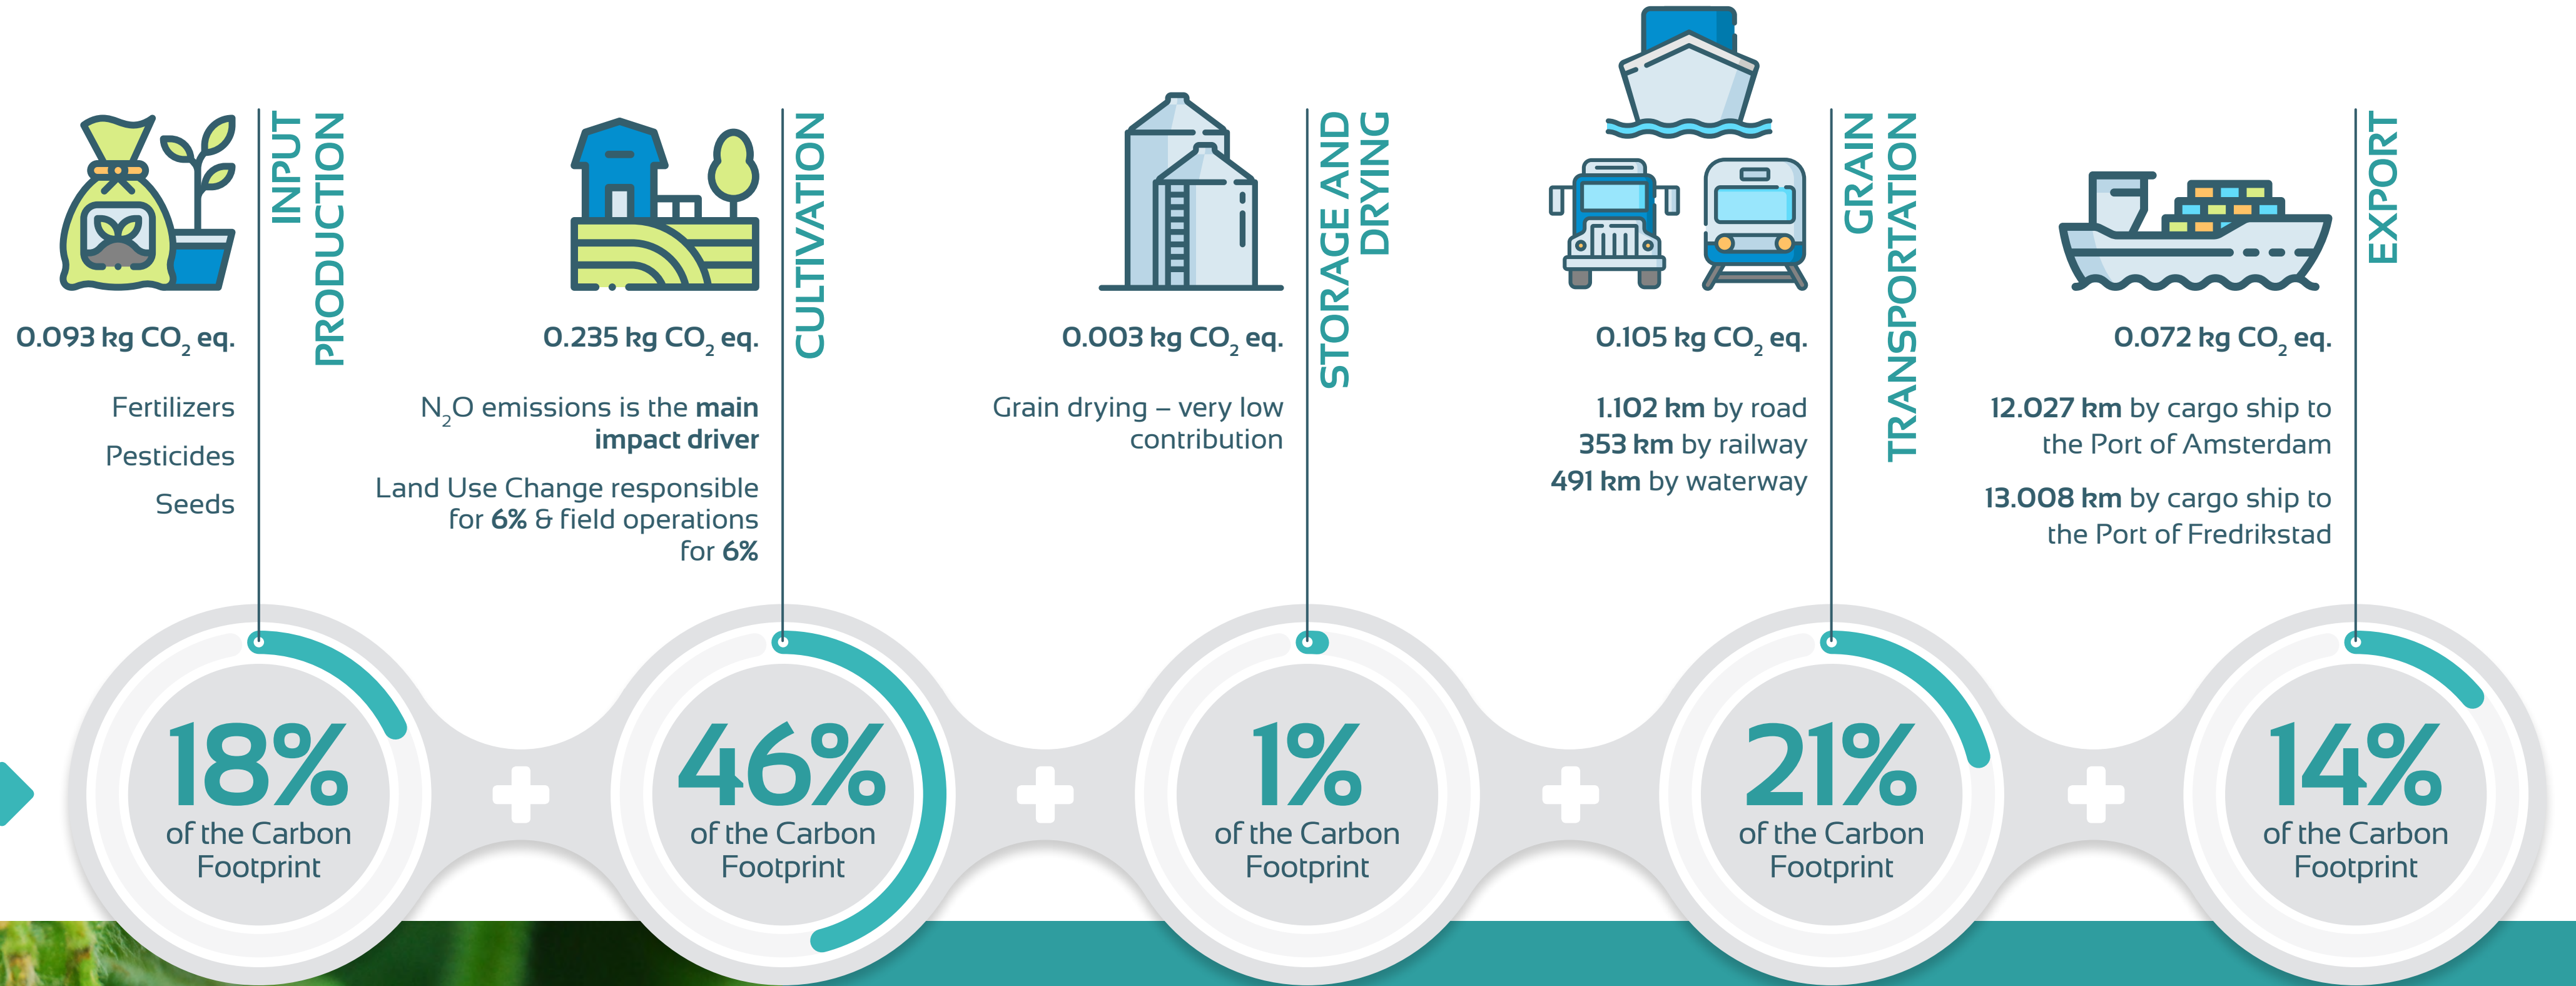 INPUT
PRODUCTION
0.093 kg CO₂ eq.
Fertilizers
Pesticides
Seeds
18%
of the Carbon
Footprint
CULTIVATION
0.235 kg CO₂ eq.
N₂O emissions is the main
impact driver
Land Use Change responsible
for 6% & field operations
for 6%
46%
of the Carbon
Footprint
STORAGE AND
DRYING
0.003 kg CO₂ eq.
Grain drying – very low
contribution
1%
of the Carbon
Footprint
GRAIN
TRANSPORTATION
0.105 kg CO₂ eq.
1.102 km by road
353 km by railway
491 km by waterway
21%
of the Carbon
Footprint
EXPORT
0.072 kg CO₂ eq.
12.027 km by cargo ship to
the Port of Amsterdam
13.008 km by cargo ship to
the Port of Fredrikstad
14%
of the Carbon
Footprint